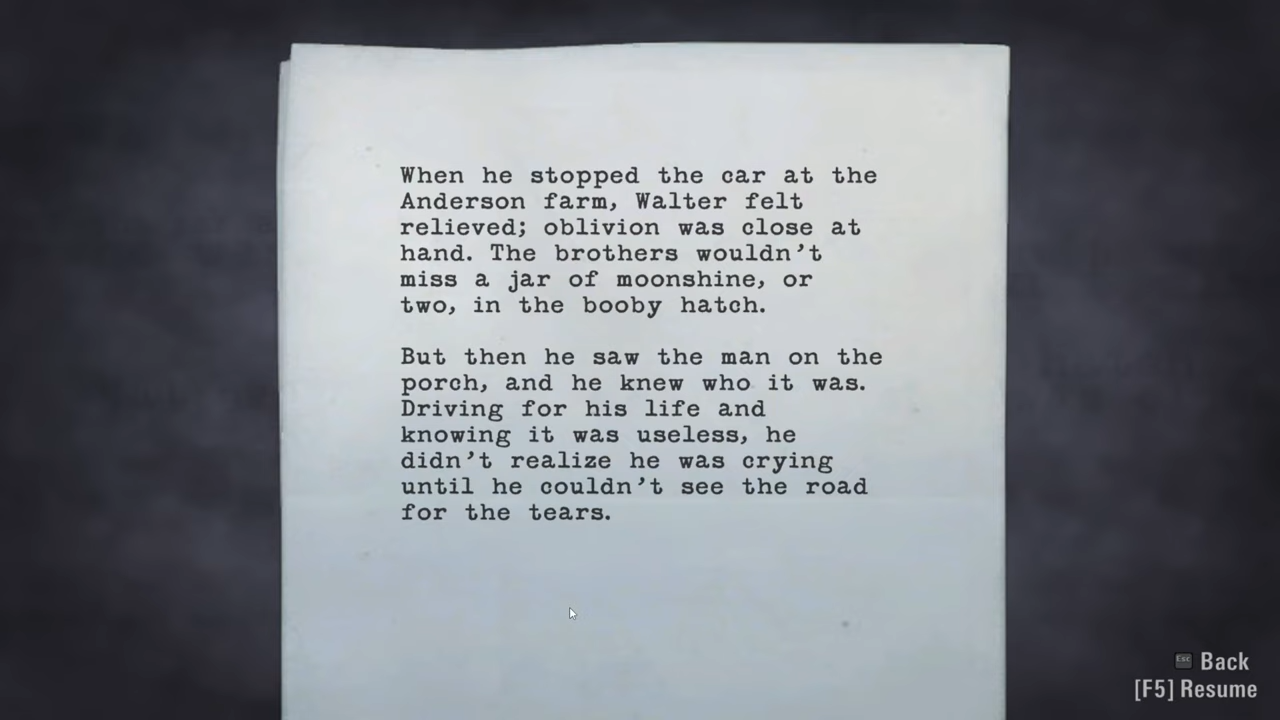 When he stopped the car at the
Anderson farm, Walter felt
relieved; oblivion was close at
hand. The brothers wouldn't
miss a jar of moonshine, or
two, in the booby hatch.
But then he saw the man on the
porch, and he knew who it was.
Driving for his life and
knowing it was useless, he
didn't realize he was crying
until he couldn't see the road
for the tears.
Esc Back
[F5] Resume